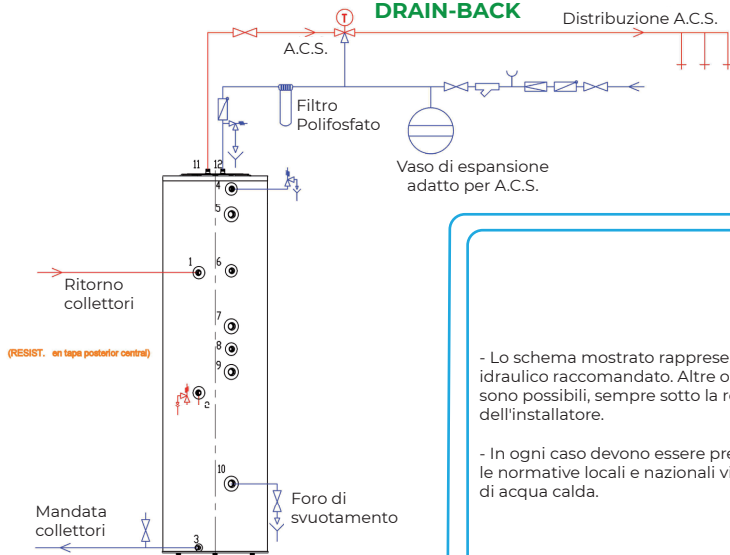 DRAIN-BACK
T
A.C.S.
Distribuzione A.C.S.
Filtro
Polifosfato
Vaso di espansione
adatto per A.C.S.
11
12
4
5
1
6
Ritorno
collettori
7
(RESIST. en tapa posterior central)
8
9
2
10
Foro di
svuotamento
Mandata
collettori
3
- Lo schema mostrato rapprese
idraulico raccomandato. Altre o
sono possibili, sempre sotto la r
dell'installatore.
- In ogni caso devono essere pre
le normative locali e nazionali vi
di acqua calda.